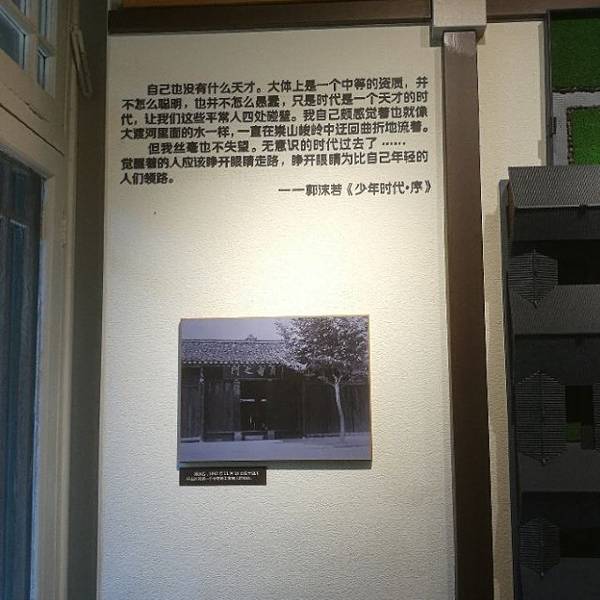 自己也没有什么天才。大体上是一个中等的资质,并
不怎么聪明,也并不怎么愚蠢,只是时代是一个天才的时
代,让我们这些平常人四处碰壁。我自己颇感觉着也就像
大渡河里面的水一样,一直在崇山峻岭中迂回曲折地流着。
但我丝毫也不失望。无意识的时代过去了……
觉醒着的人应该睁开眼睛走路,睁开眼睛为比自己年轻的
人们领路。
——郭沫若《少年时代·序》